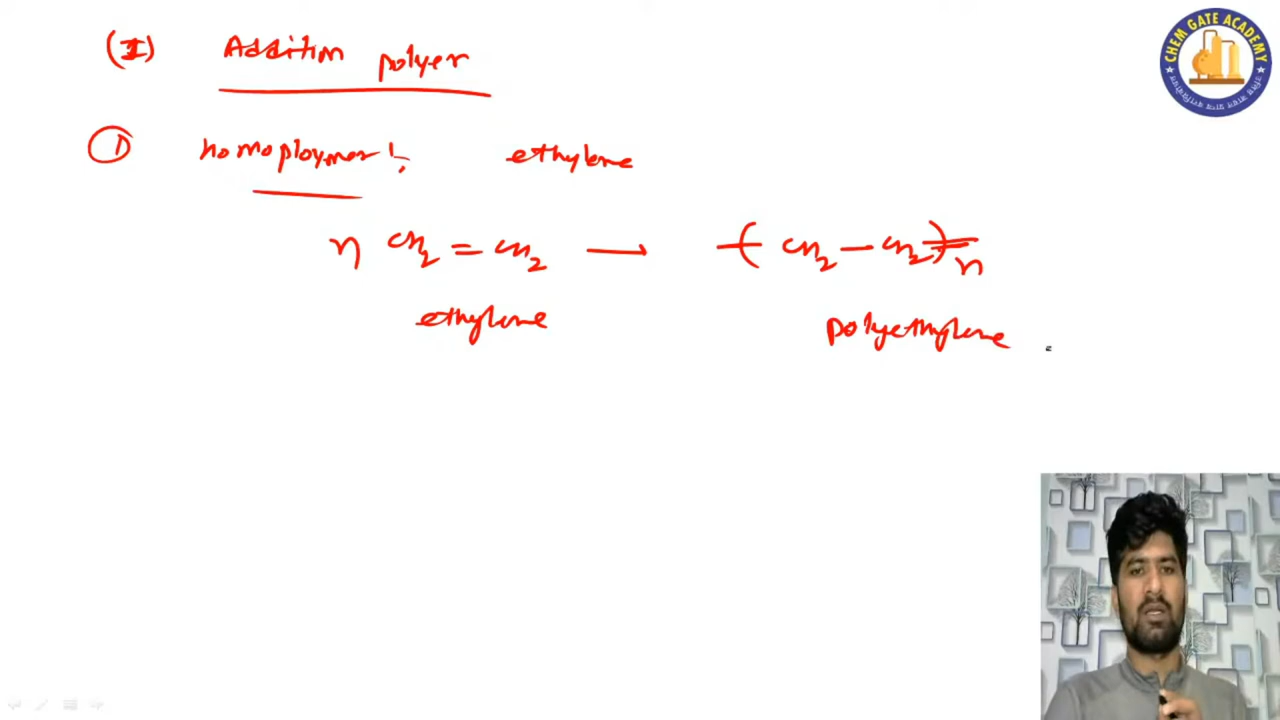 (I) Addition polyer
1 homoploymer:- ethylene
n CH2 = CH2 → -( CH2 - CH2 )-n
ethylene polyethylene
CHEM GATE ACADEMY